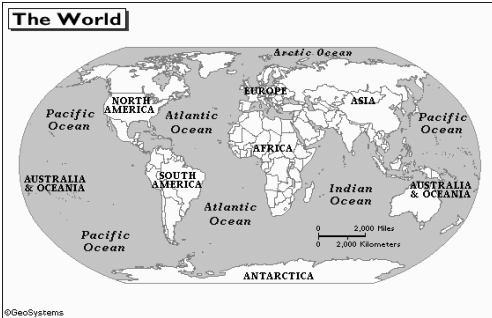 The World
Arctic Ocean
NORTH
AMERICA
EUROPE
ASIA
Pacific
Ocean
Atlantic
Ocean
Pacific
Ocean
AFRICA
AUSTRALIA
& OCEANIA
SOUTH
AMERICA
Indian
Ocean
AUSTRALIA
& OCEANIA
Atlantic
Ocean
Pacific
Ocean
0 2,000 Miles
0 2,000 Kilometers
ANTARCTICA
©GeoSystems